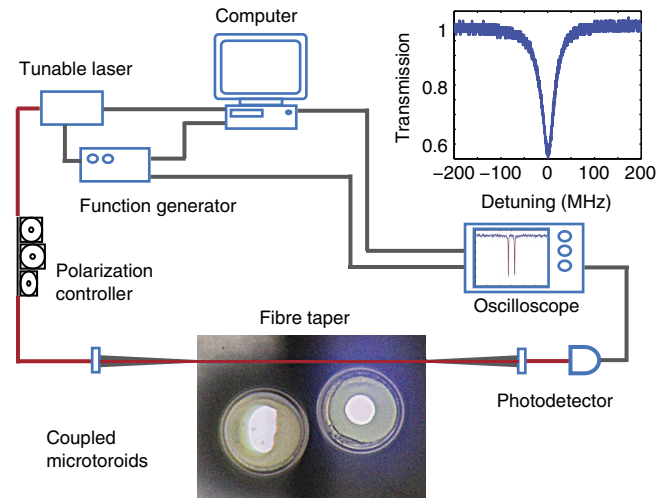 Computer
Tunable laser
Function generator
Polarization
controller
Fibre taper
Coupled
microtoroids
Oscilloscope
Photodetector
Transmission
1
0.8
0.6
−200 −100 0 100 200
Detuning (MHz)